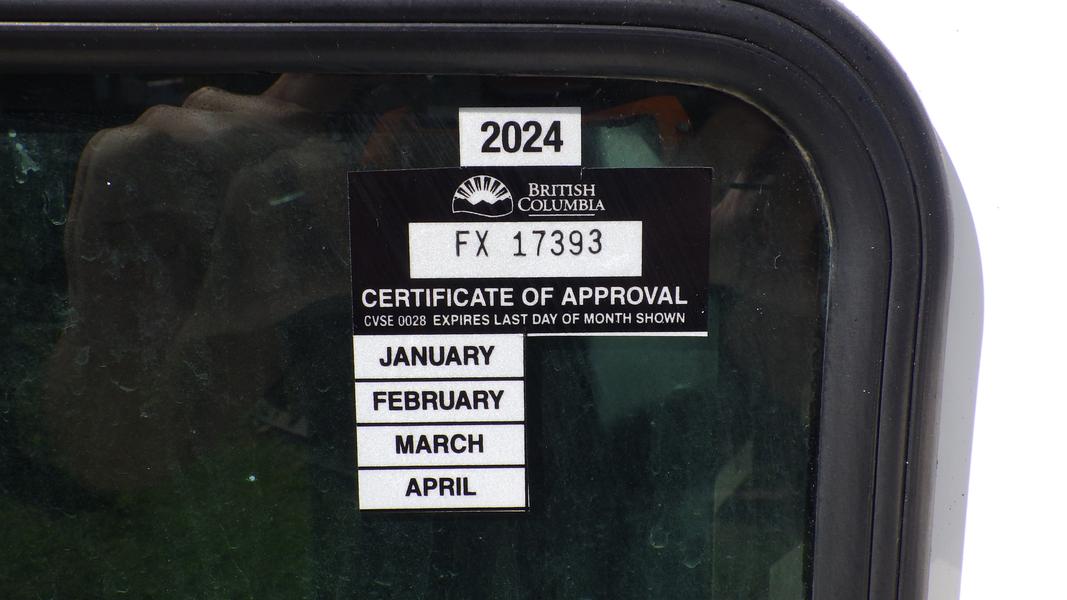 2024
BRITISH
COLUMBIA
FX 17393
CERTIFICATE OF APPROVAL
CVSE 0028 EXPIRES LAST DAY OF MONTH SHOWN
JANUARY
FEBRUARY
MARCH
APRIL